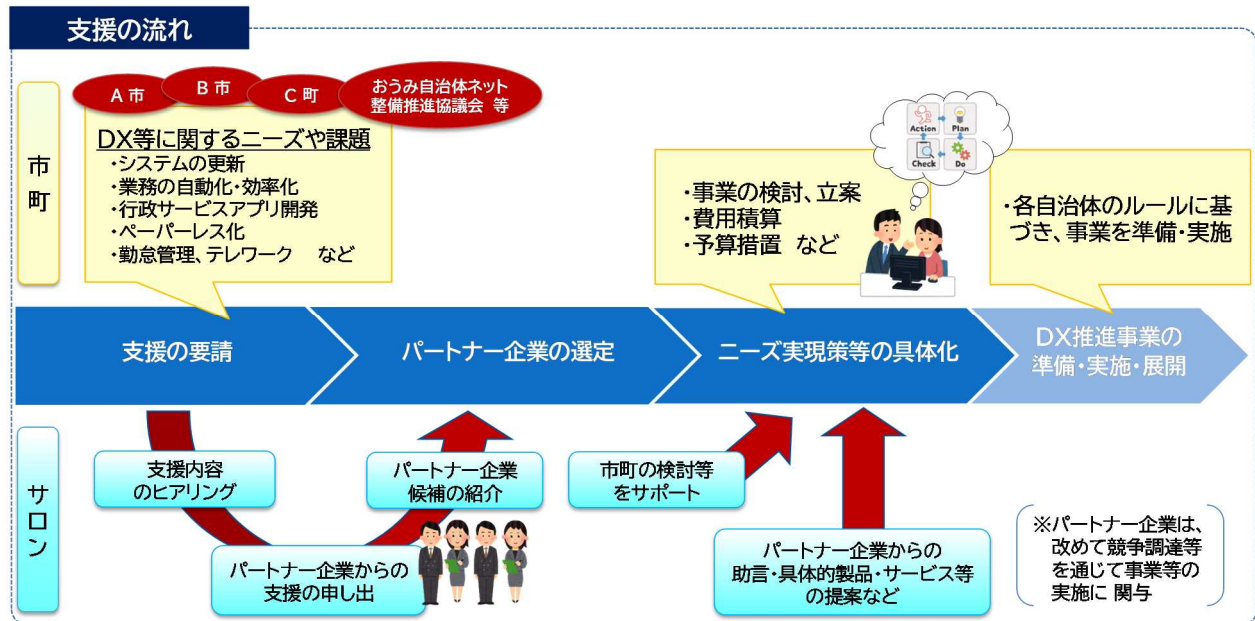 支援の流れ
市町
A市
B市
C町
おうみ自治体ネット
整備推進協議会 等
DX等に関するニーズや課題
・システムの更新
・業務の自動化・効率化
・行政サービスアプリ開発
・ペーパーレス化
・勤怠管理、テレワーク　など
・事業の検討、立案
・費用積算
・予算措置 など
Action
Plan
Check
Do
・各自治体のルールに基
づき、事業を準備・実施
支援の要請
パートナー企業の選定
ニーズ実現策等の具体化
DX推進事業の
準備・実施・展開
サロン
支援内容
のヒアリング
パートナー企業からの
支援の申し出
パートナー企業
候補の紹介
市町の検討等
をサポート
パートナー企業からの
助言・具体的製品・サービス等
の提案など
※パートナー企業は、
改めて競争調達等
を通じて事業等の
実施に 関与